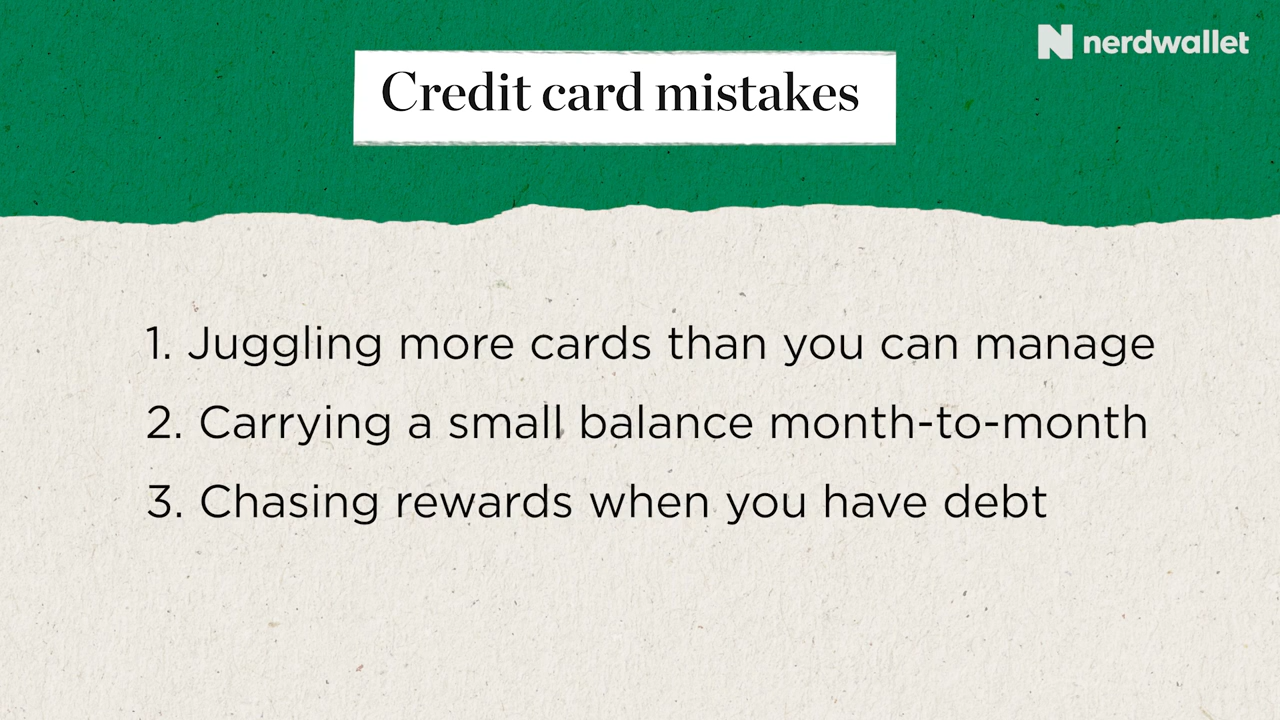 nerdwallet
Credit card mistakes
1. Juggling more cards than you can manage
2. Carrying a small balance month-to-month
3. Chasing rewards when you have debt